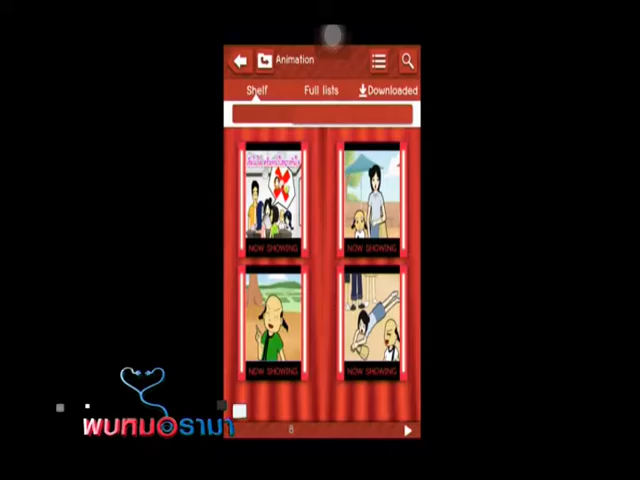 Animation
Shelf Full lists Downloaded
NOW SHOWING NOW SHOWING
NOW SHOWING NOW SHOWING
8
พบหมอรามา